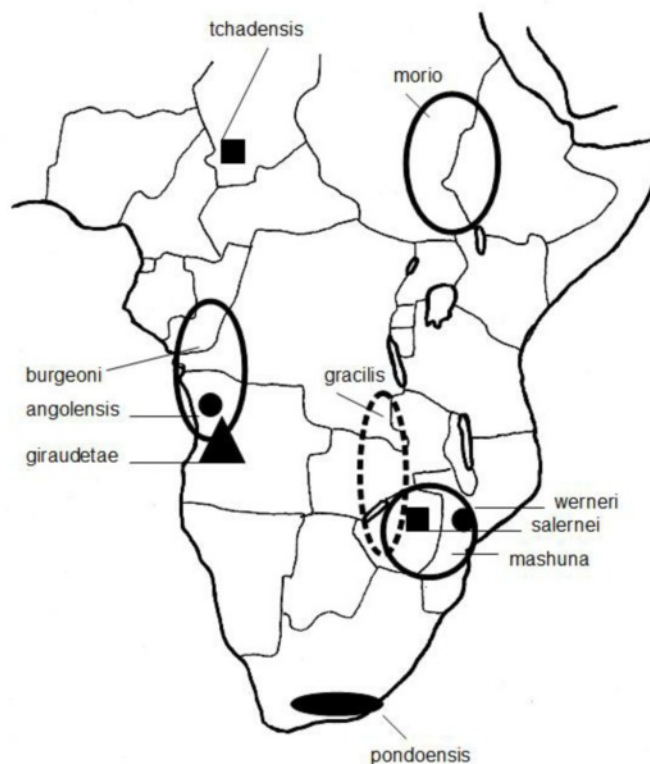 tchadensis
morio
burgeoni
gracilis
angolensis
giraudetae
werneri
salernei
mashuna
pondoensis